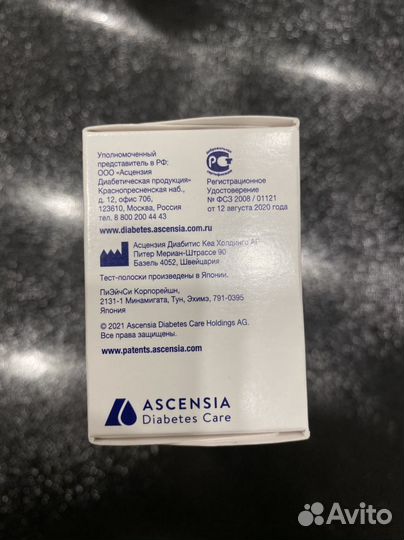 Уполномоченный
представитель в РФ:
ООО «Асцензия
Диабетическая продукция»
Краснопресненская наб.,
д. 12, офис 706,
123610, Москва, Россия
тел. 8 800 200 44 43
РСТ
Регистрационное
Удостоверение
№ ФСЗ 2008 / 01121
от 12 августа 2020 года
www.diabetes.ascensia.com.ru
Асцензия Диабитис Кеа Холдингз АГ
Питер Мериан-Штрассе 90
Базель 4052, Швейцария
Тест-полоски произведены в Японии.
ПиЭйчСи Корпорейшн,
2131-1 Минамигата, Тун, Эхимэ, 791-0395
Япония
© 2021 Ascensia Diabetes Care Holdings AG.
Все права защищены.
www.patents.ascensia.com
ASCENSIA
Diabetes Care
Avito